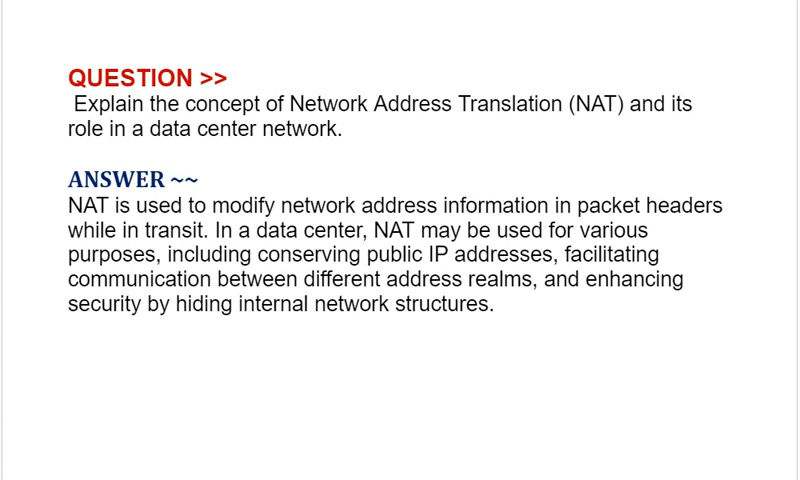 QUESTION >>
Explain the concept of Network Address Translation (NAT) and its
role in a data center network.
ANSWER ~~
NAT is used to modify network address information in packet headers
while in transit. In a data center, NAT may be used for various
purposes, including conserving public IP addresses, facilitating
communication between different address realms, and enhancing
security by hiding internal network structures.